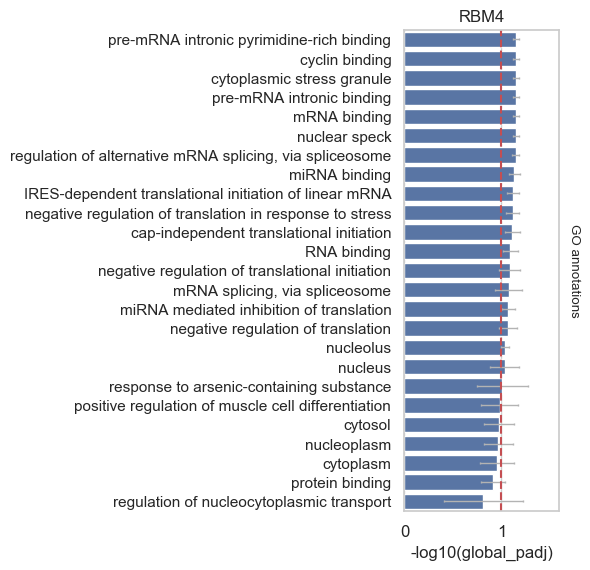 RBM4
pre-mRNA intronic pyrimidine-rich binding
cyclin binding
cytoplasmic stress granule
pre-mRNA intronic binding
mRNA binding
nuclear speck
regulation of alternative mRNA splicing, via spliceosome
miRNA binding
IRES-dependent translational initiation of linear mRNA
negative regulation of translation in response to stress
cap-independent translational initiation
RNA binding
negative regulation of translational initiation
mRNA splicing, via spliceosome
miRNA mediated inhibition of translation
negative regulation of translation
nucleolus
nucleus
response to arsenic-containing substance
positive regulation of muscle cell differentiation
cytosol
nucleoplasm
cytoplasm
protein binding
regulation of nucleocytoplasmic transport
GO annotations
0 1
-log10(global_padj)